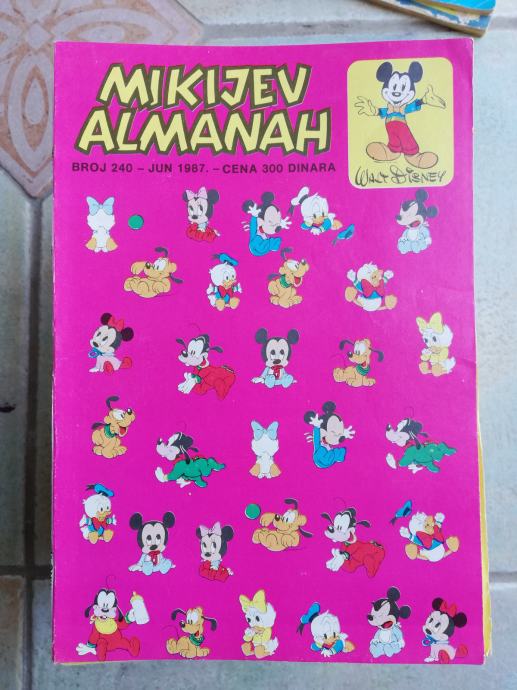 MIKIJEV
ALMANAH
BROJ 240 – JUN 1987. – CENA 300 DINARA
WALT DISNEY